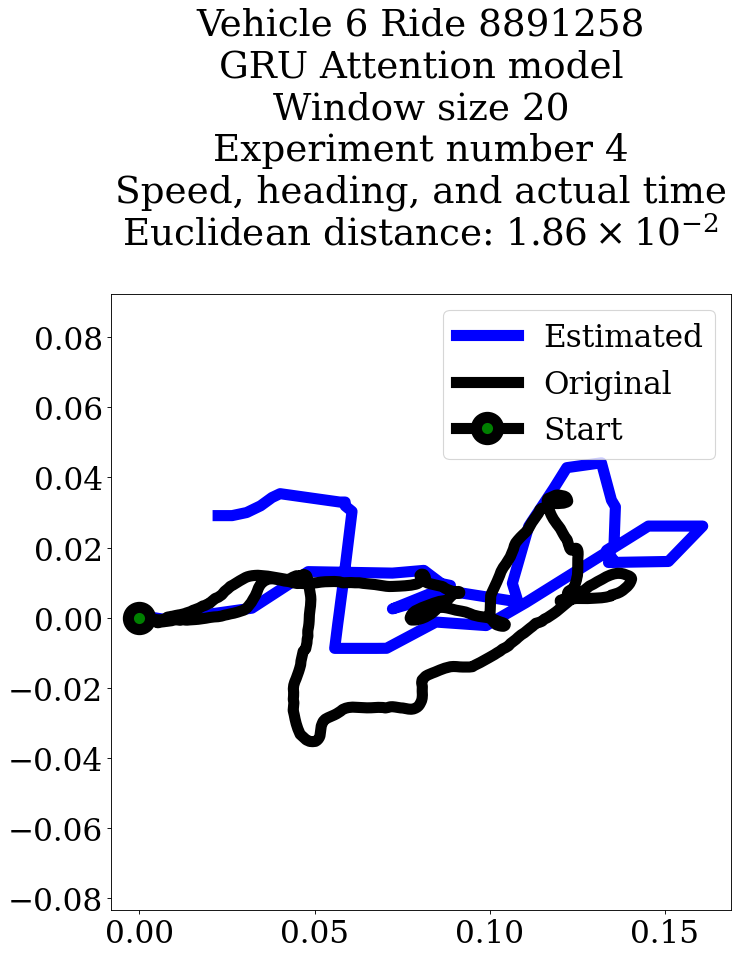 Vehicle 6 Ride 8891258
GRU Attention model
Window size 20
Experiment number 4
Speed, heading, and actual time
Euclidean distance: 1.86 × 10⁻²
Estimated
Original
Start
0.08
0.06
0.04
0.02
0.00
−0.02
−0.04
−0.06
−0.08
0.00 0.05 0.10 0.15